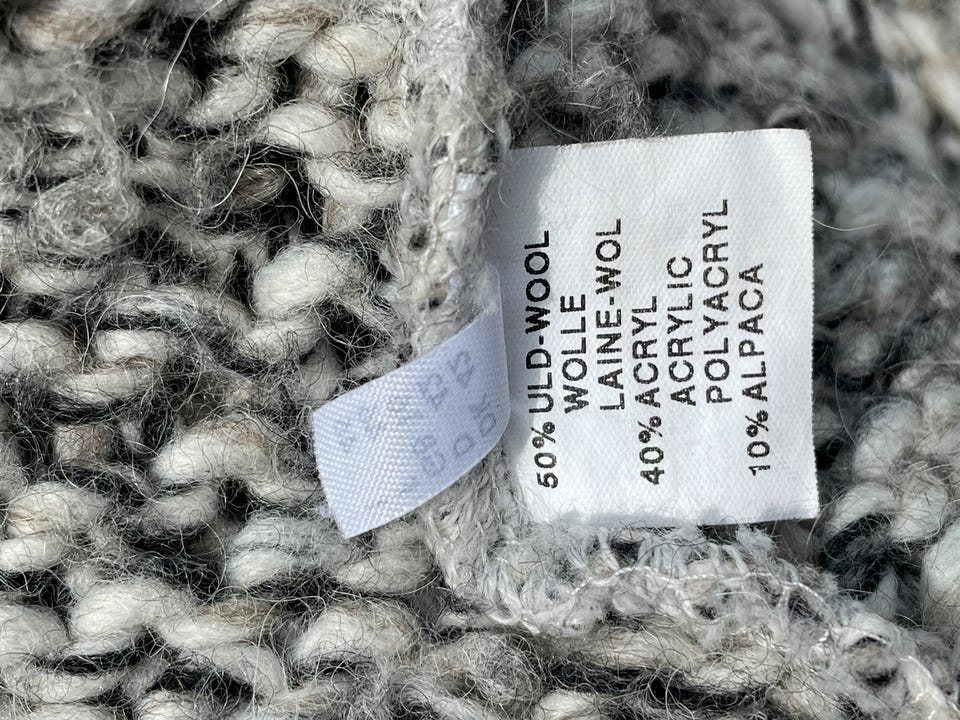 50% ULD-WOOL
WOLLE
LAINE-WOL
40% ACRYL
ACRYLIC
POLYACRYL
10% ALPACA